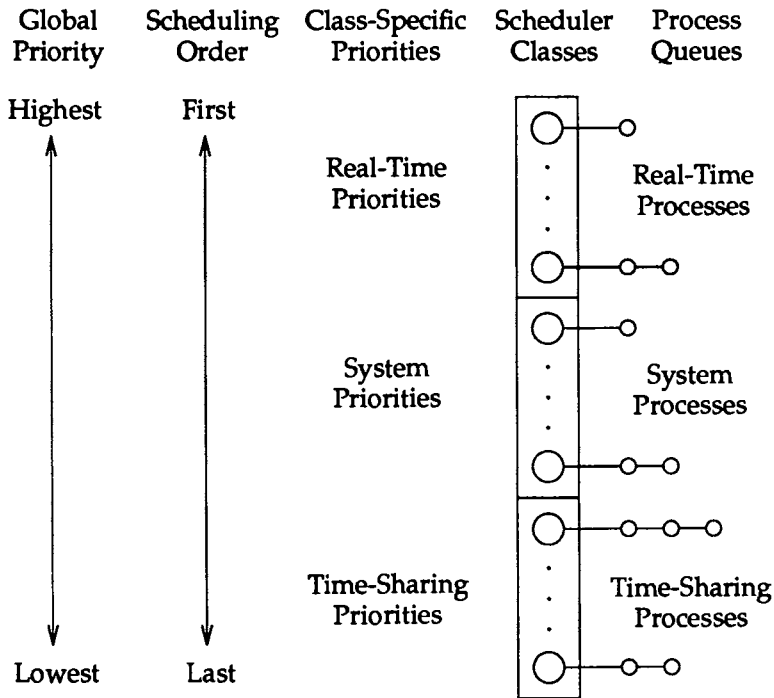 Global Priority
Scheduling Order
Class-Specific Priorities
Scheduler Classes
Process Queues
Highest
First
Real-Time
Priorities
Real-Time
Processes
System
Priorities
System
Processes
Time-Sharing
Priorities
Time-Sharing
Processes
Lowest
Last